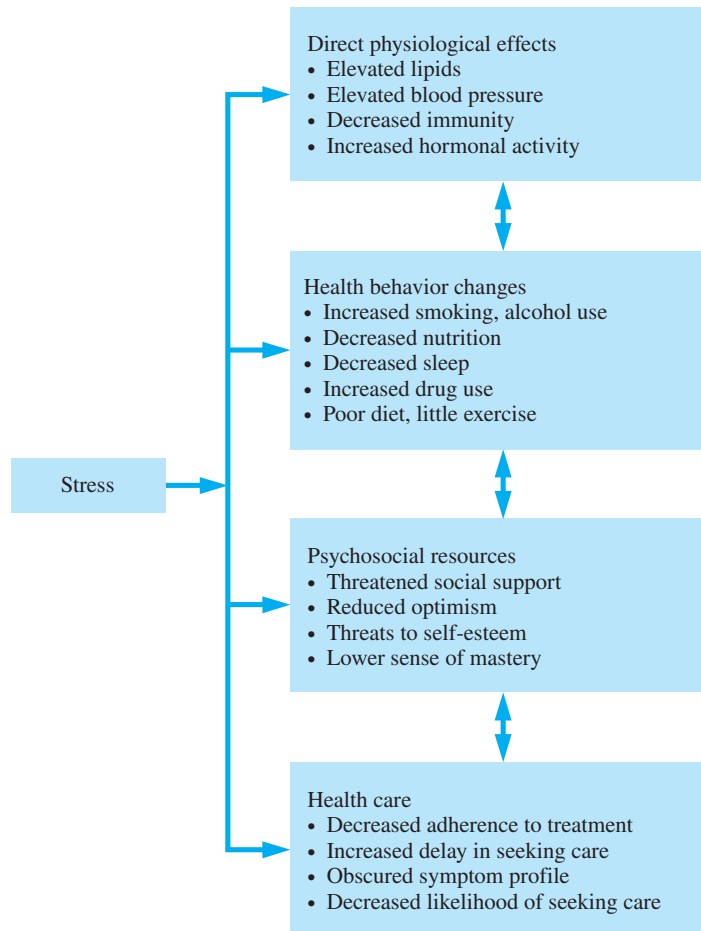 Direct physiological effects
• Elevated lipids
• Elevated blood pressure
• Decreased immunity
• Increased hormonal activity
Health behavior changes
• Increased smoking, alcohol use
• Decreased nutrition
• Decreased sleep
• Increased drug use
• Poor diet, little exercise
Stress
Psychosocial resources
• Threatened social support
• Reduced optimism
• Threats to self-esteem
• Lower sense of mastery
Health care
• Decreased adherence to treatment
• Increased delay in seeking care
• Obscured symptom profile
• Decreased likelihood of seeking care